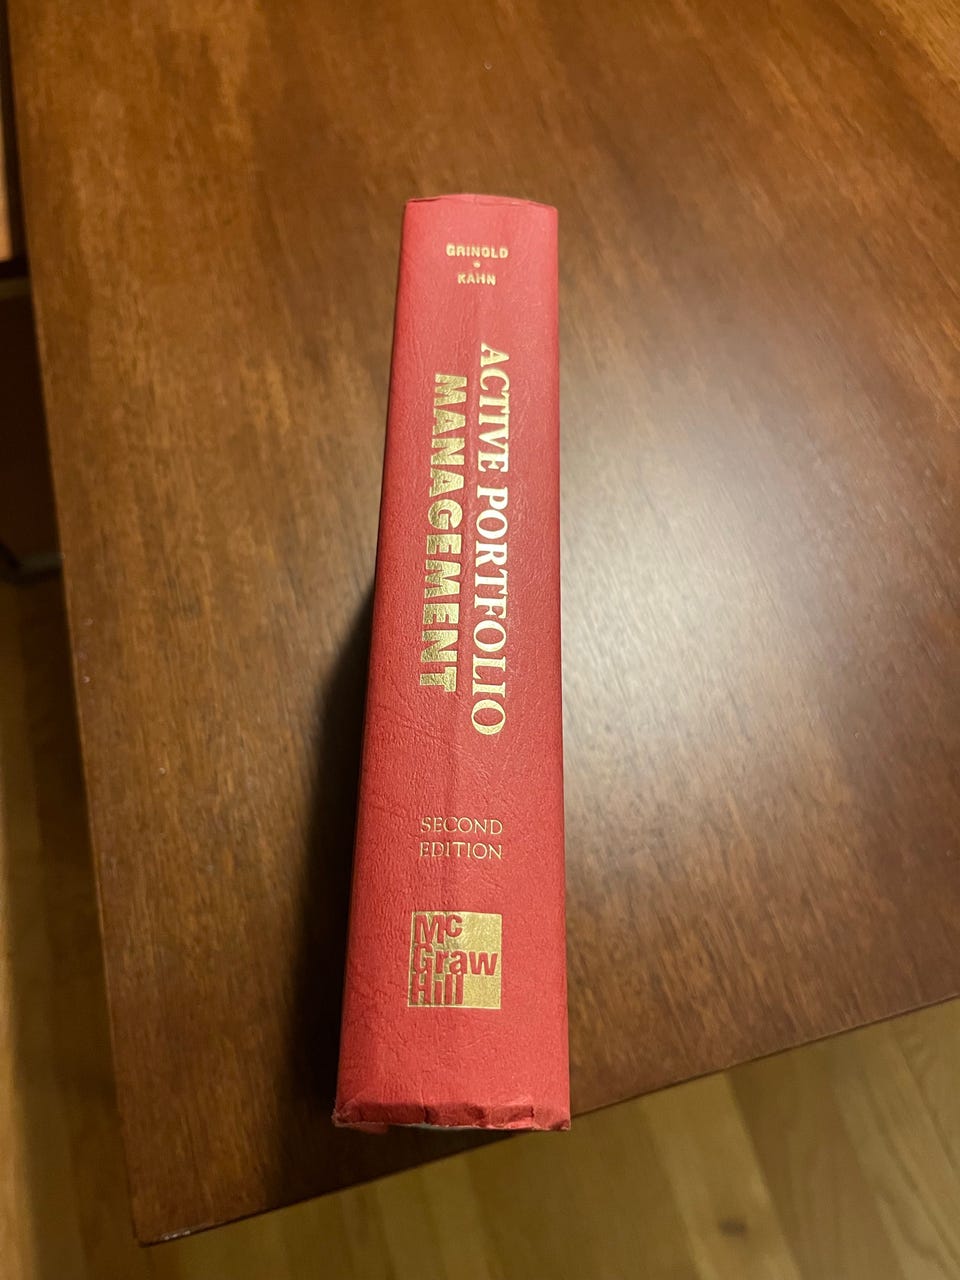 GRINOLD
•
KAHN
ACTIVE PORTFOLIO
MANAGEMENT
SECOND
EDITION
Mc
Graw
Hill